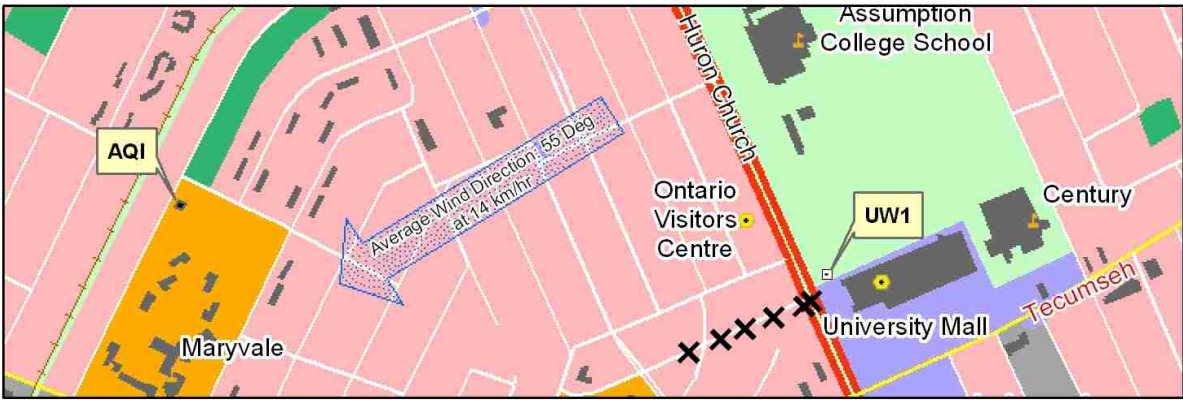 Assumption
College School
Huron Church
AQI
Average Wind Direction: 55 Deg
at 14 km/hr
Ontario
Visitors
Centre
UW1
Century
Tecumseh
University Mall
Maryvale